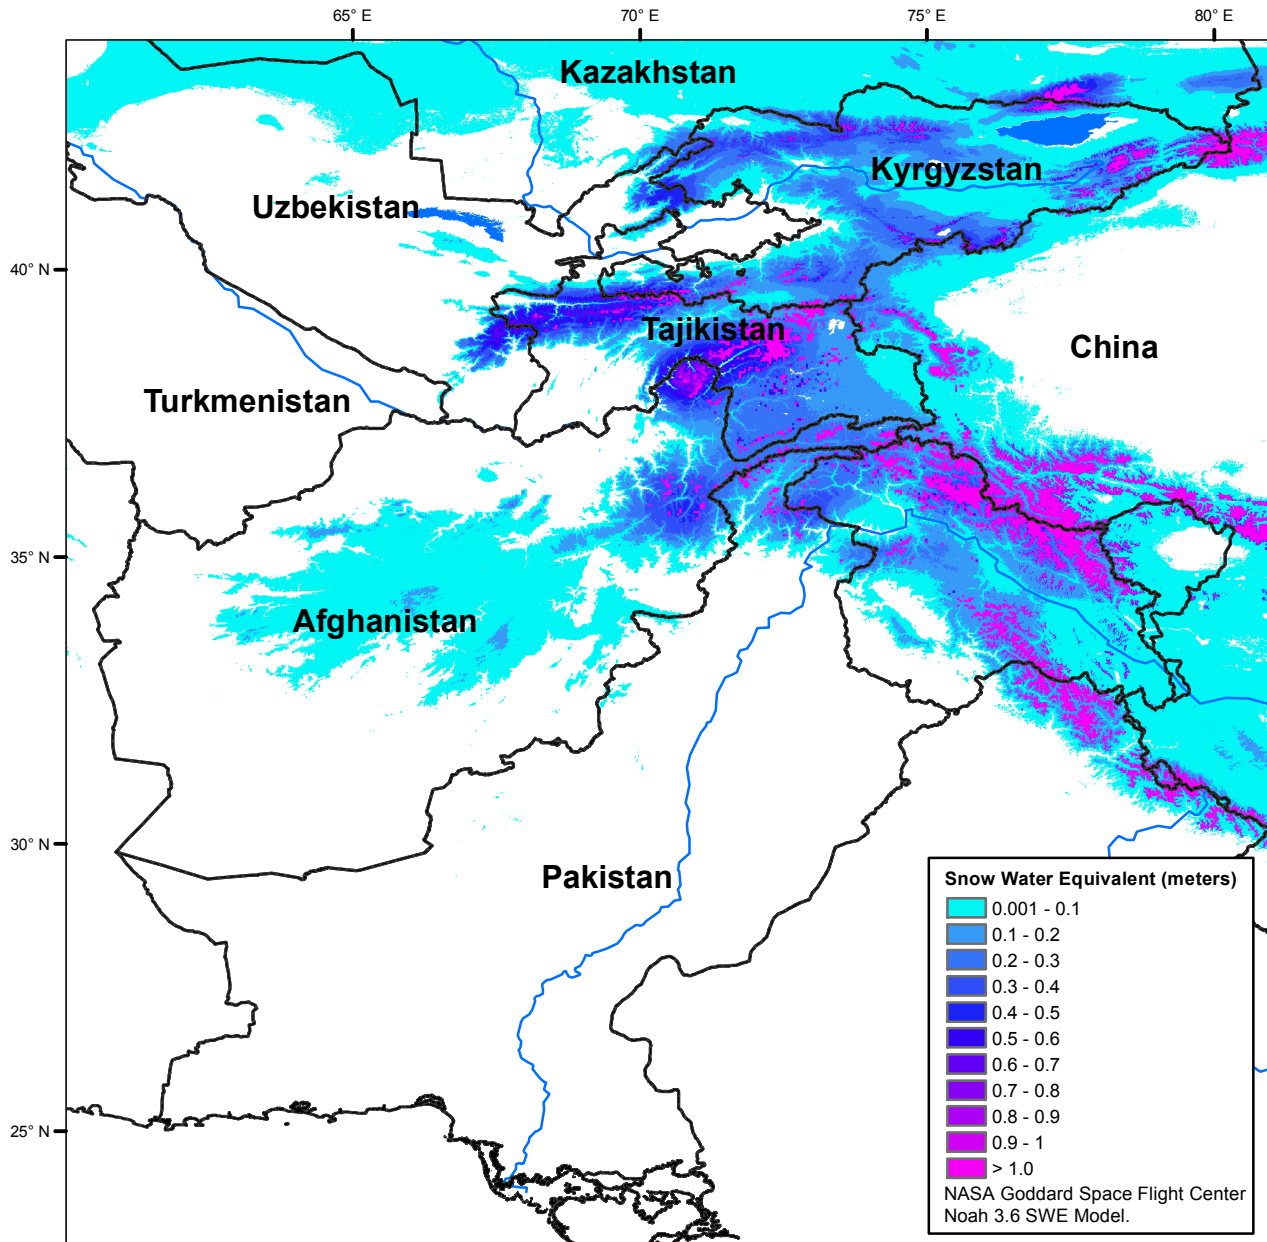 65° E
70° E
75° E
80° E
Kazakhstan
Kyrgyzstan
Uzbekistan
40° N
Tajikistan
China
Turkmenistan
35° N
Afghanistan
30° N
Pakistan
25° N
Snow Water Equivalent (meters)
0.001 - 0.1
0.1 - 0.2
0.2 - 0.3
0.3 - 0.4
0.4 - 0.5
0.5 - 0.6
0.6 - 0.7
0.7 - 0.8
0.8 - 0.9
0.9 - 1
> 1.0
NASA Goddard Space Flight Center
Noah 3.6 SWE Model.